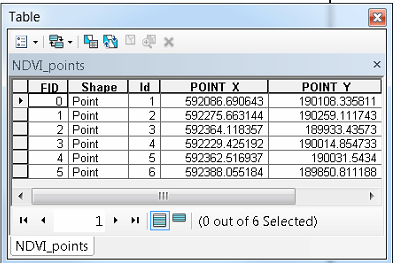 Table
NDVI_points
FID Shape Id POINT_X POINT_Y
0 Point 1 592086.690643 190108.335811
1 Point 2 592275.663144 190259.111743
2 Point 3 592364.118357 189933.43573
3 Point 4 592229.425192 190014.854733
4 Point 5 592362.516937 190031.5434
5 Point 6 592388.055184 189850.811188
1 (0 out of 6 Selected)
NDVI_points